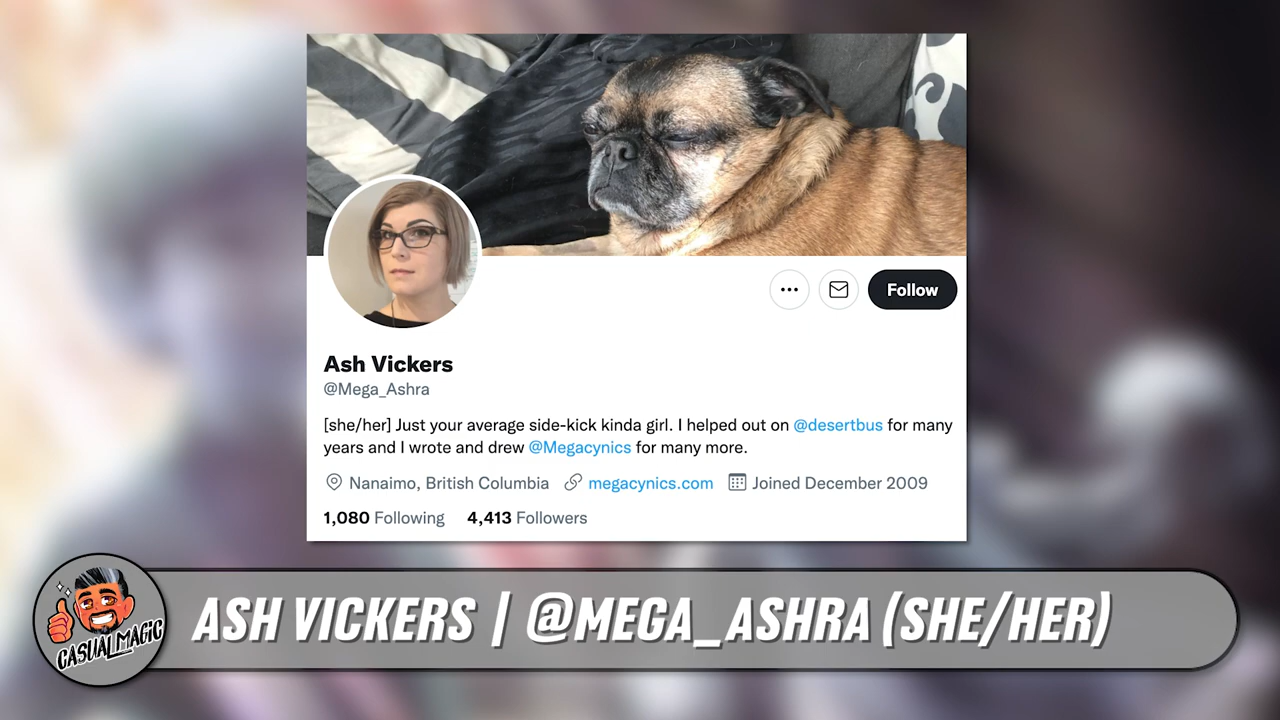 Follow
Ash Vickers
@Mega_Ashra
[she/her] Just your average side-kick kinda girl. I helped out on @desertbus for many
years and I wrote and drew @Megacynics for many more.
Nanaimo, British Columbia megacynics.com Joined December 2009
1,080 Following 4,413 Followers
CASUAL MAGIC
ASH VICKERS | @MEGA_ASHRA (SHE/HER)